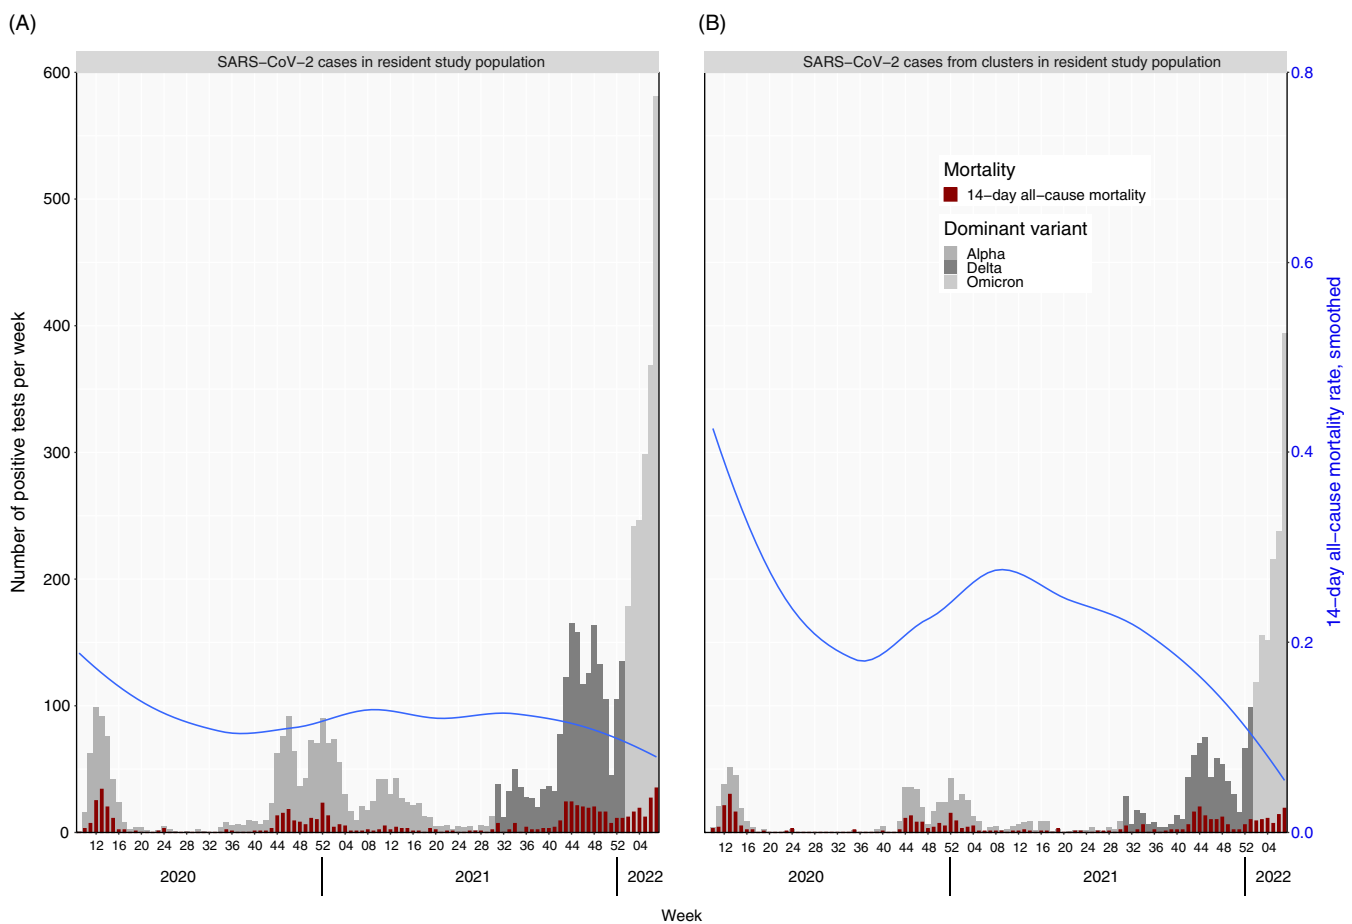 (A)
(B)
SARS−CoV−2 cases in resident study population
SARS−CoV−2 cases from clusters in resident study population
Number of positive tests per week
600
500
400
300
200
100
0
Mortality
14−day all−cause mortality
Dominant variant
Alpha
Delta
Omicron
0.8
0.6
0.4
0.2
0.0
14−day all−cause mortality rate, smoothed
12 16 20 24 28 32 36 40 44 48 52 04 08 12 16 20 24 28 32 36 40 44 48 52 04
12 16 20 24 28 32 36 40 44 48 52 04 08 12 16 20 24 28 32 36 40 44 48 52 04
2020 2021 2022
2020 2021 2022
Week